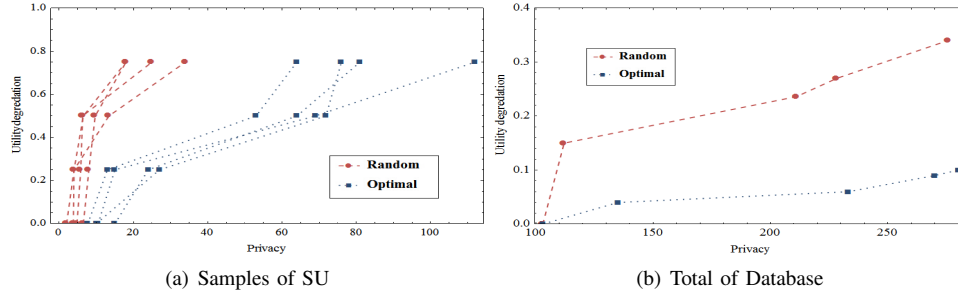 1.0
0.8
0.6
0.4
0.2
0.0
Utility degredation
0
20
40
60
80
100
Privacy
Random
Optimal
(a) Samples of SU
0.4
0.3
0.2
0.1
0.0
Utility degredation
100
150
200
250
Privacy
Random
Optimal
(b) Total of Database